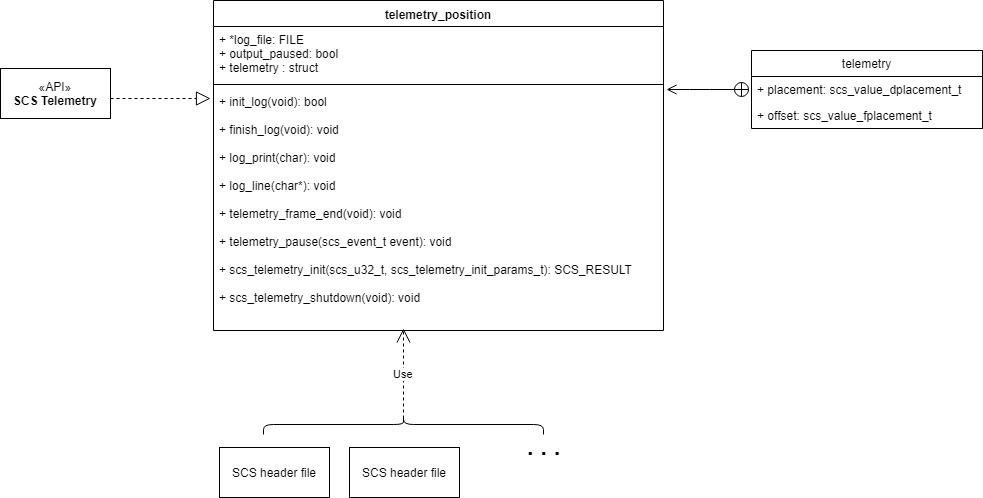 telemetry_position
+ *log_file: FILE
+ output_paused: bool
+ telemetry : struct
+ init_log(void): bool
+ finish_log(void): void
+ log_print(char): void
+ log_line(char*): void
+ telemetry_frame_end(void): void
+ telemetry_pause(scs_event_t event): void
+ scs_telemetry_init(scs_u32_t, scs_telemetry_init_params_t): SCS_RESULT
+ scs_telemetry_shutdown(void): void
«API»
SCS Telemetry
telemetry
+ placement: scs_value_dplacement_t
+ offset: scs_value_fplacement_t
Use
SCS header file
SCS header file
. . .